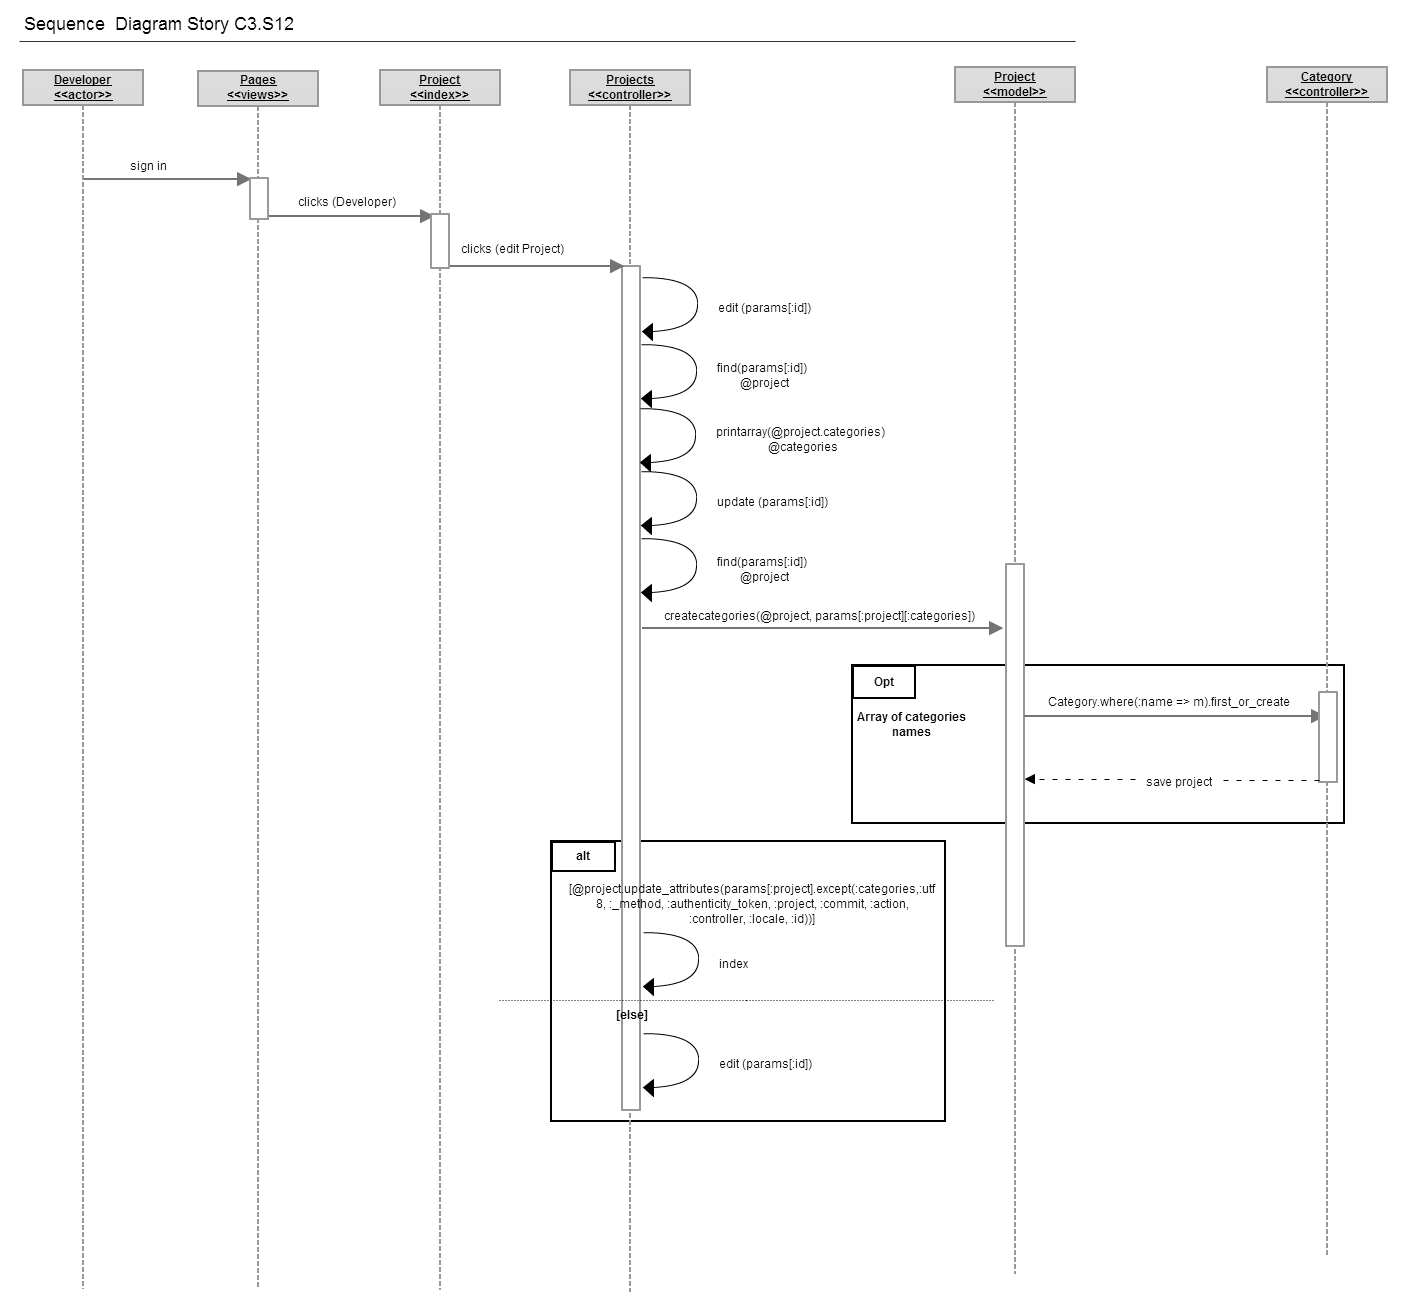 Sequence Diagram Story C3.S12
Developer
<<actor>>
Pages
<<views>>
Project
<<index>>
Projects
<<controller>>
Project
<<model>>
Category
<<controller>>
sign in
clicks (Developer)
clicks (edit Project)
edit (params[:id])
find(params[:id])
@project
printarray(@project.categories)
@categories
update (params[:id])
find(params[:id])
@project
createcategories(@project, params[:project][:categories])
Opt
Array of categories
names
Category.where(:name => m).first_or_create
save project
alt
[@project.update_attributes(params[:project].except(:categories,:utf
8, :_method, :authenticity_token, :project, :commit, :action,
:controller, :locale, :id))]
index
[else]
edit (params[:id])